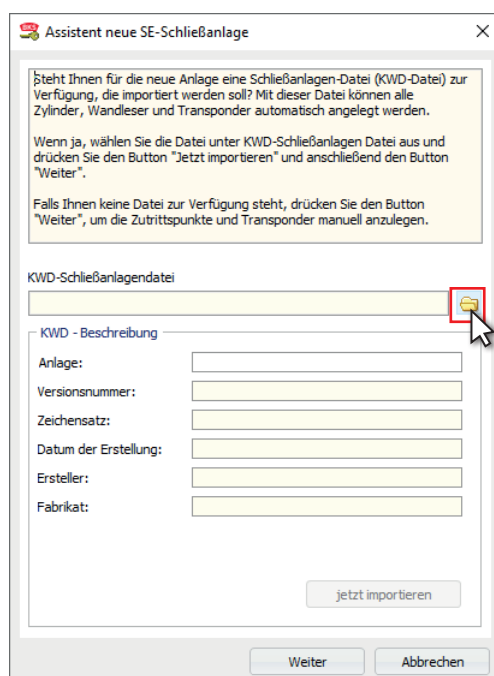 BKS
Assistent neue SE-Schließanlage
Steht Ihnen für die neue Anlage eine Schließanlagen-Datei (KWD-Datei) zur
Verfügung, die importiert werden soll? Mit dieser Datei können alle
Zylinder, Wandleser und Transponder automatisch angelegt werden.
Wenn ja, wählen Sie die Datei unter KWD-Schließanlagen Datei aus und
drücken Sie den Button "Jetzt importieren" und anschließend den Button
"Weiter".
Falls Ihnen keine Datei zur Verfügung steht, drücken Sie den Button
"Weiter", um die Zutrittspunkte und Transponder manuell anzulegen.
KWD-Schließanlagendatei
KWD - Beschreibung
Anlage:
Versionsnummer:
Zeichensatz:
Datum der Erstellung:
Ersteller:
Fabrikat:
jetzt importieren
Weiter Abbrechen